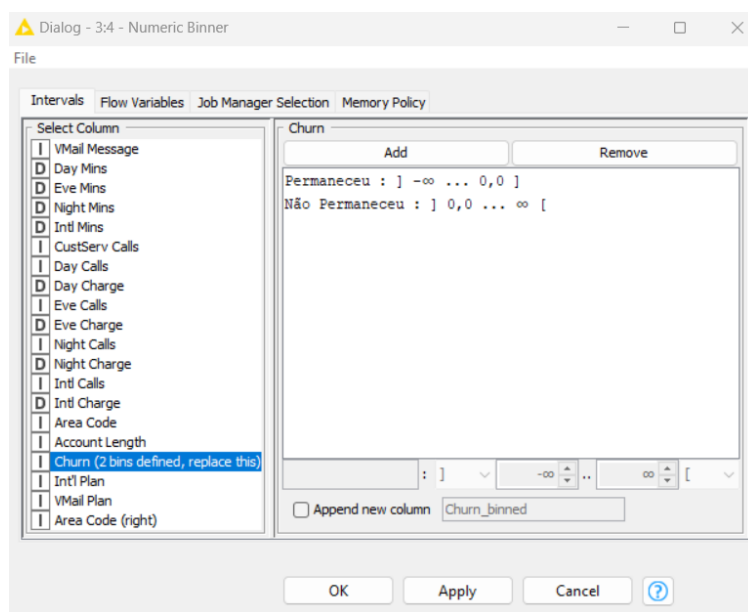 Dialog - 3:4 - Numeric Binner
File
Intervals Flow Variables Job Manager Selection Memory Policy
Select Column
I VMail Message
D Day Mins
D Eve Mins
D Night Mins
D Intl Mins
I CustServ Calls
I Day Calls
D Day Charge
I Eve Calls
D Eve Charge
I Night Calls
D Night Charge
I Intl Calls
D Intl Charge
I Area Code
I Account Length
I Churn (2 bins defined, replace this)
I Int'l Plan
I VMail Plan
I Area Code (right)
Churn
Add Remove
Permaneceu : ] -∞ ... 0,0 ]
Não Permaneceu : ] 0,0 ... ∞ [
: ] -∞ .. ∞ [
Append new column Churn_binned
OK Apply Cancel ?